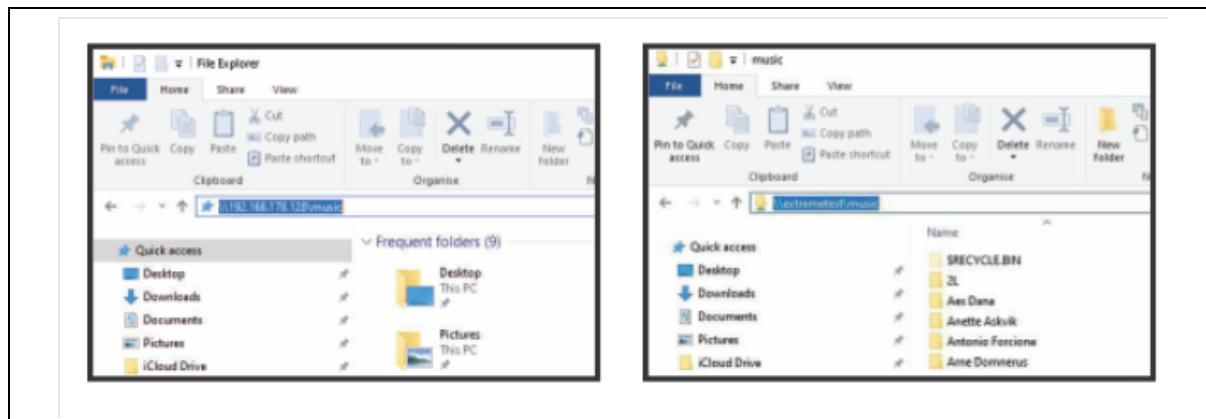 File Explorer
File Home Share View
Pin to Quick access
Copy
Paste
Cut
Copy path
Paste shortcut
Move to
Copy to
Delete
Rename
New folder
Clipboard
Organise
\\192.168.178.128\music
Quick access
Desktop
Downloads
Documents
Pictures
iCloud Drive
Frequent folders (9)
Desktop
This PC
Pictures
This PC
music
File Home Share View
Pin to Quick access
Copy
Paste
Cut
Copy path
Paste shortcut
Move to
Copy to
Delete
Rename
New folder
Clipboard
Organise
\music
Quick access
Desktop
Downloads
Documents
Pictures
iCloud Drive
Name
$RECYCLE.BIN
2L
Aes Dana
Anette Askvik
Antonio Forcione
Arne Domnerus